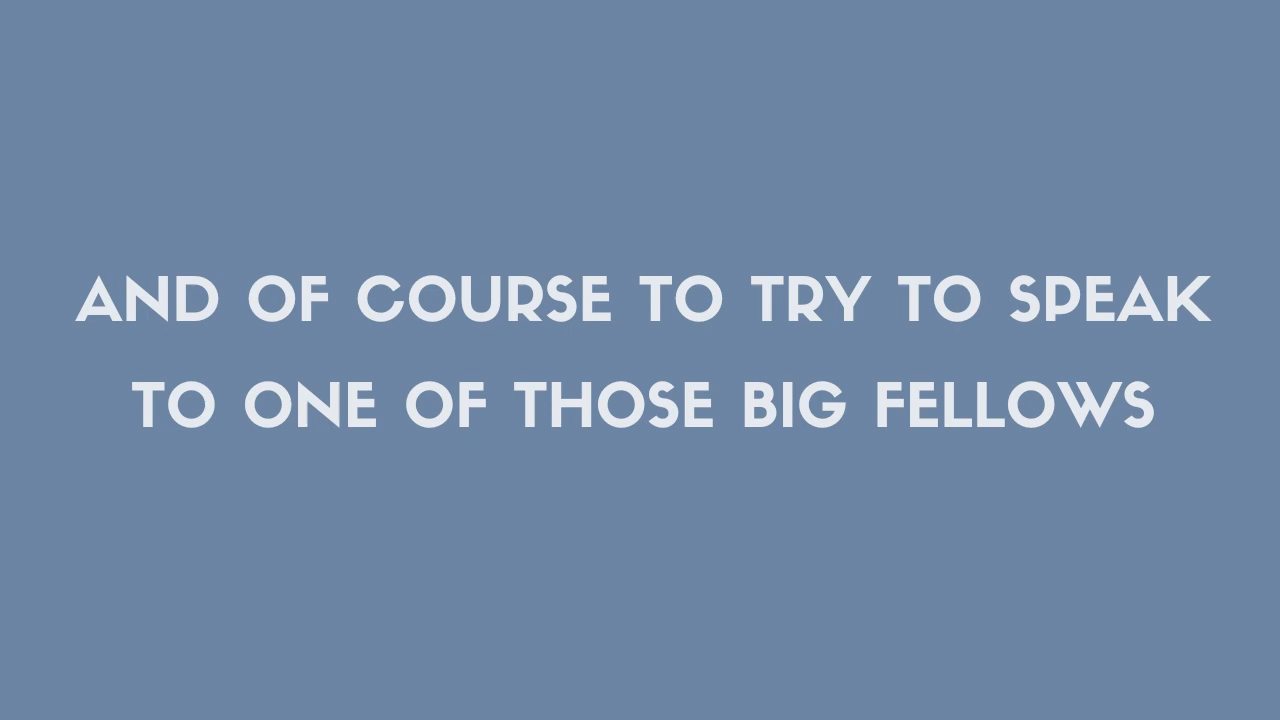 AND OF COURSE TO TRY TO SPEAK
TO ONE OF THOSE BIG FELLOWS